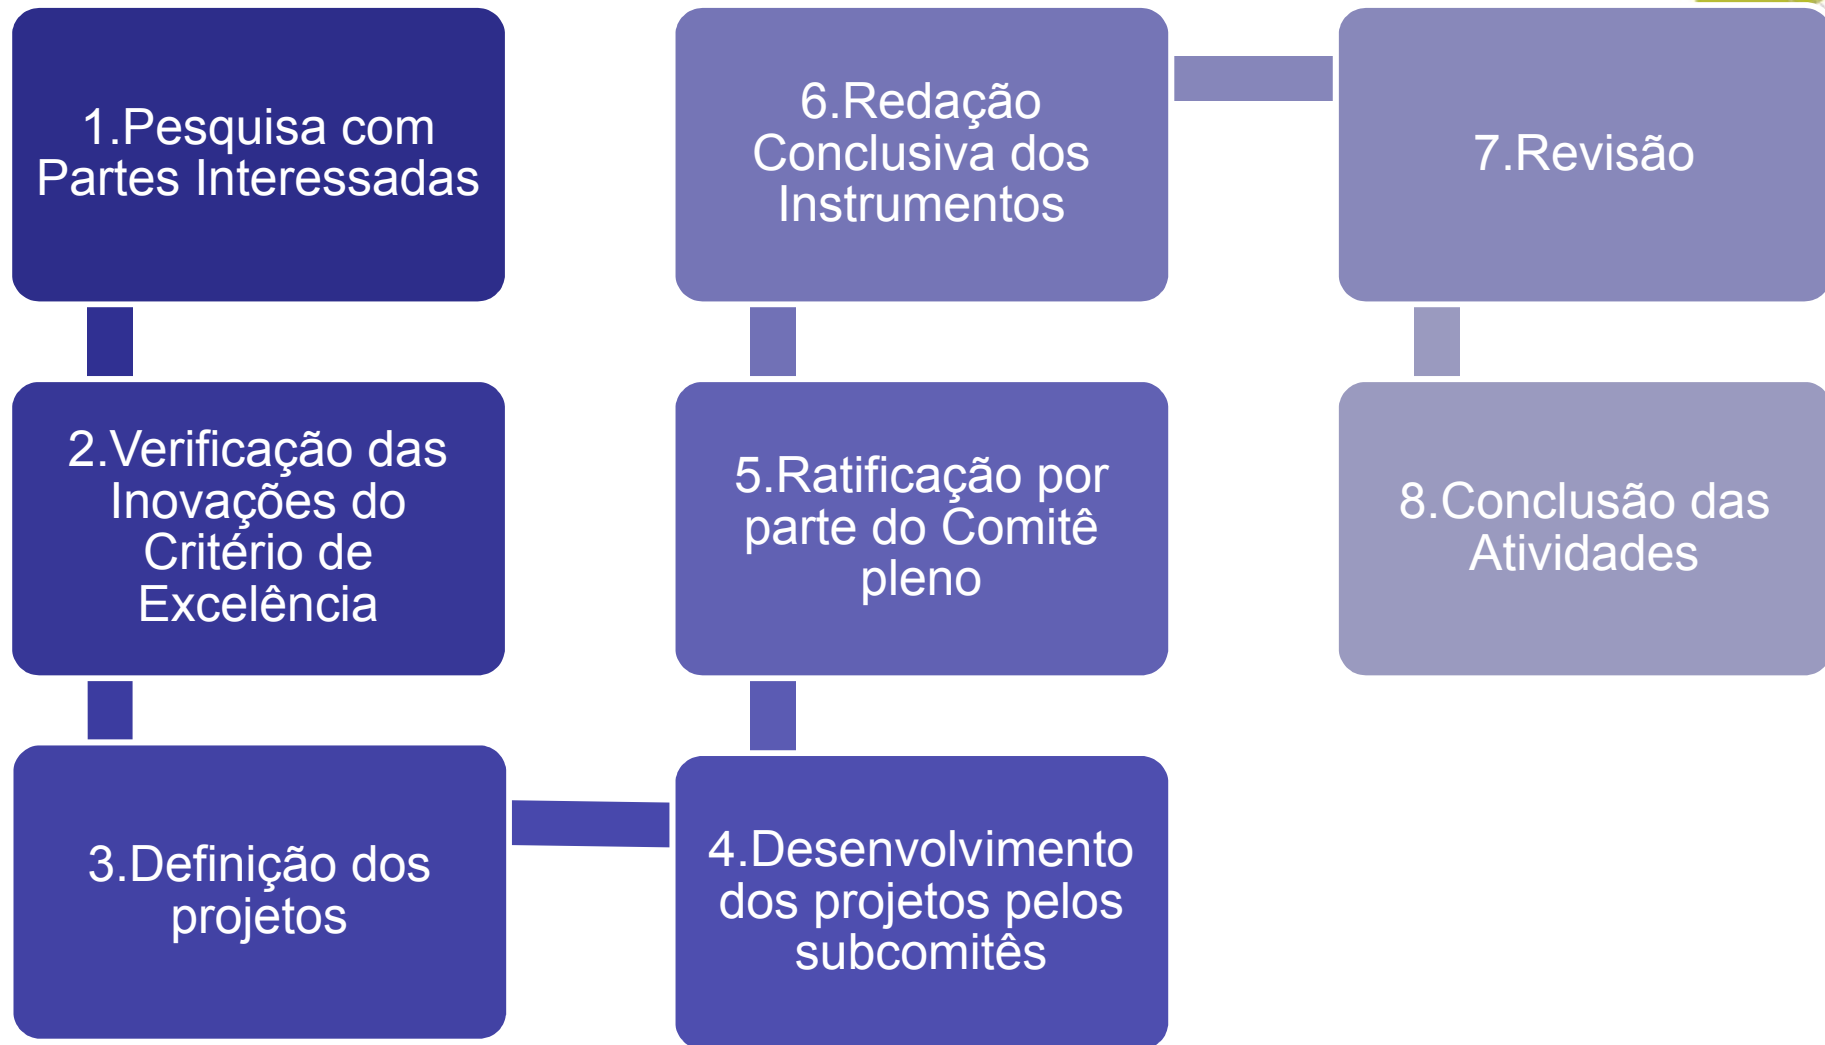 1.Pesquisa com
Partes Interessadas
2.Verificação das
Inovações do
Critério de
Excelência
3.Definição dos
projetos
4.Desenvolvimento
dos projetos pelos
subcomitês
5.Ratificação por
parte do Comitê
pleno
6.Redação
Conclusiva dos
Instrumentos
7.Revisão
8.Conclusão das
Atividades